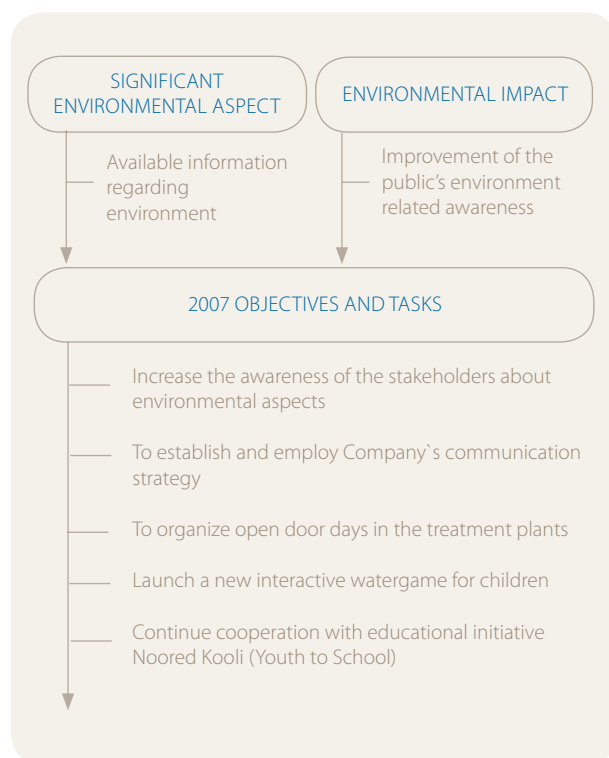 SIGNIFICANT
ENVIRONMENTAL ASPECT
ENVIRONMENTAL IMPACT
Available information
regarding
environment
Improvement of the
public's environment
related awareness
2007 OBJECTIVES AND TASKS
Increase the awareness of the stakeholders about
environmental aspects
To establish and employ Company`s communication
strategy
To organize open door days in the treatment plants
Launch a new interactive watergame for children
Continue cooperation with educational initiative
Noored Kooli (Youth to School)